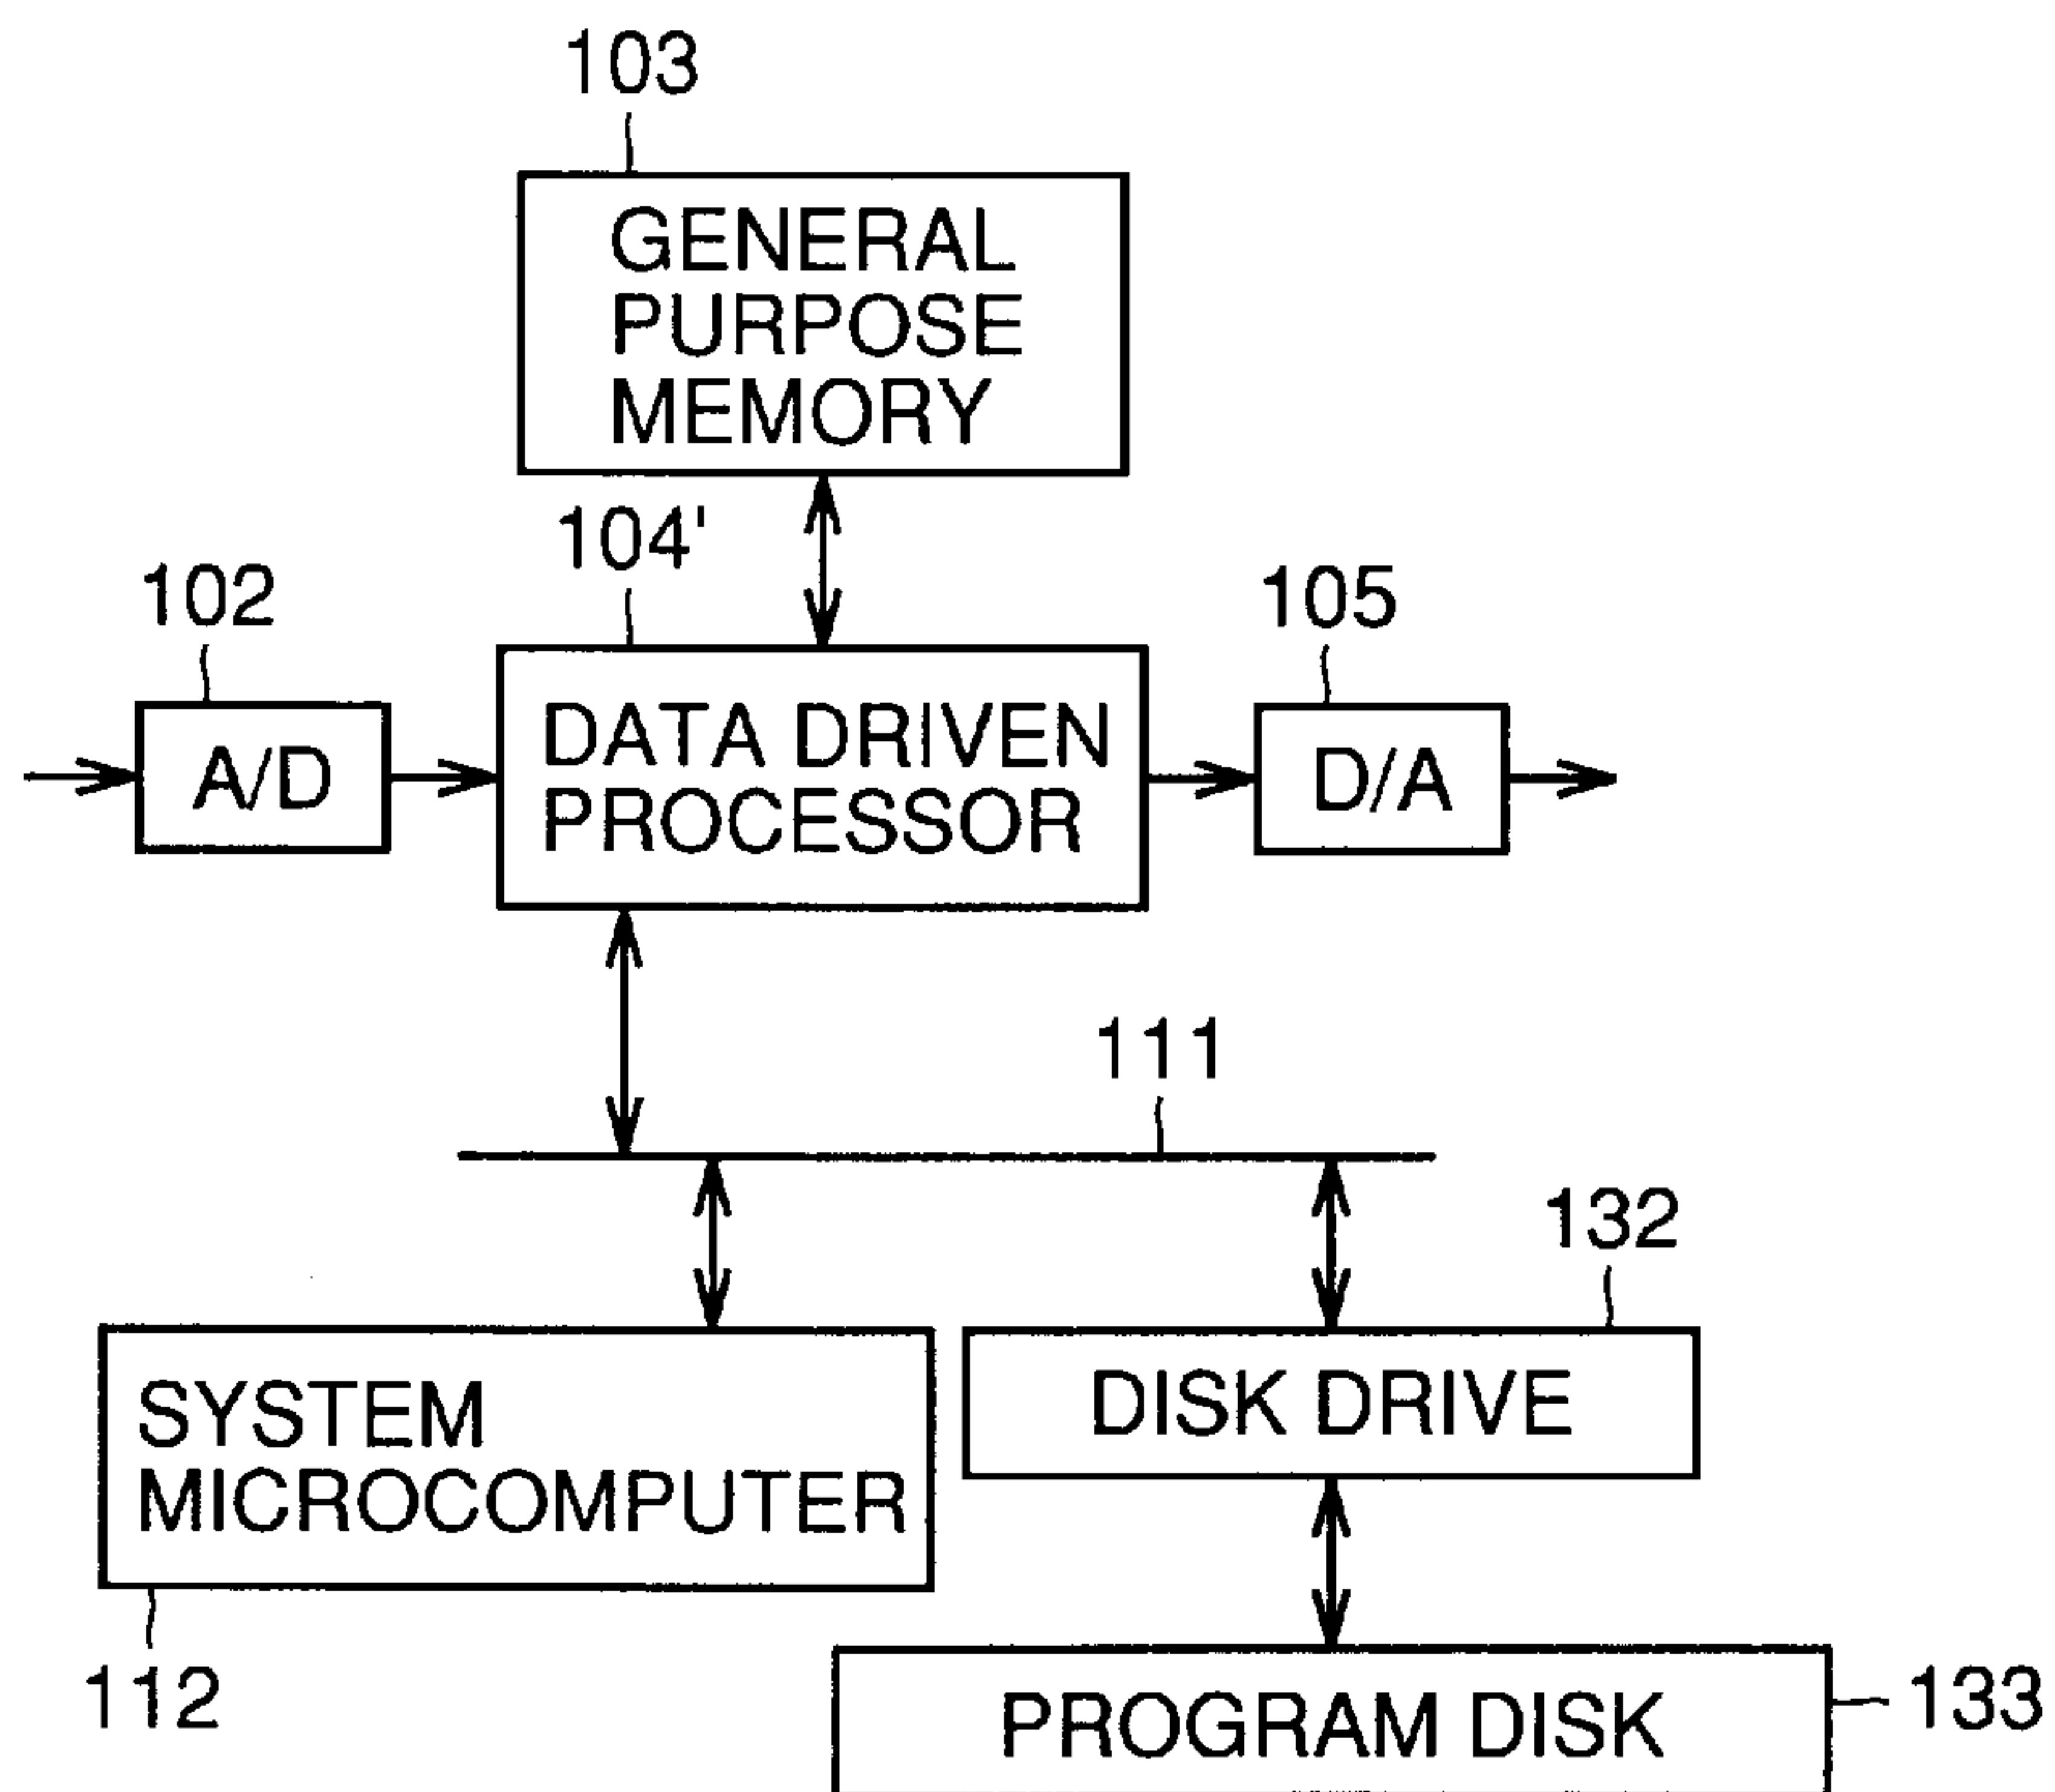 103
GENERAL
PURPOSE
MEMORY
104'
102
105
A/D
DATA DRIVEN
PROCESSOR
D/A
111
132
SYSTEM
MICROCOMPUTER
DISK DRIVE
112
PROGRAM DISK
133